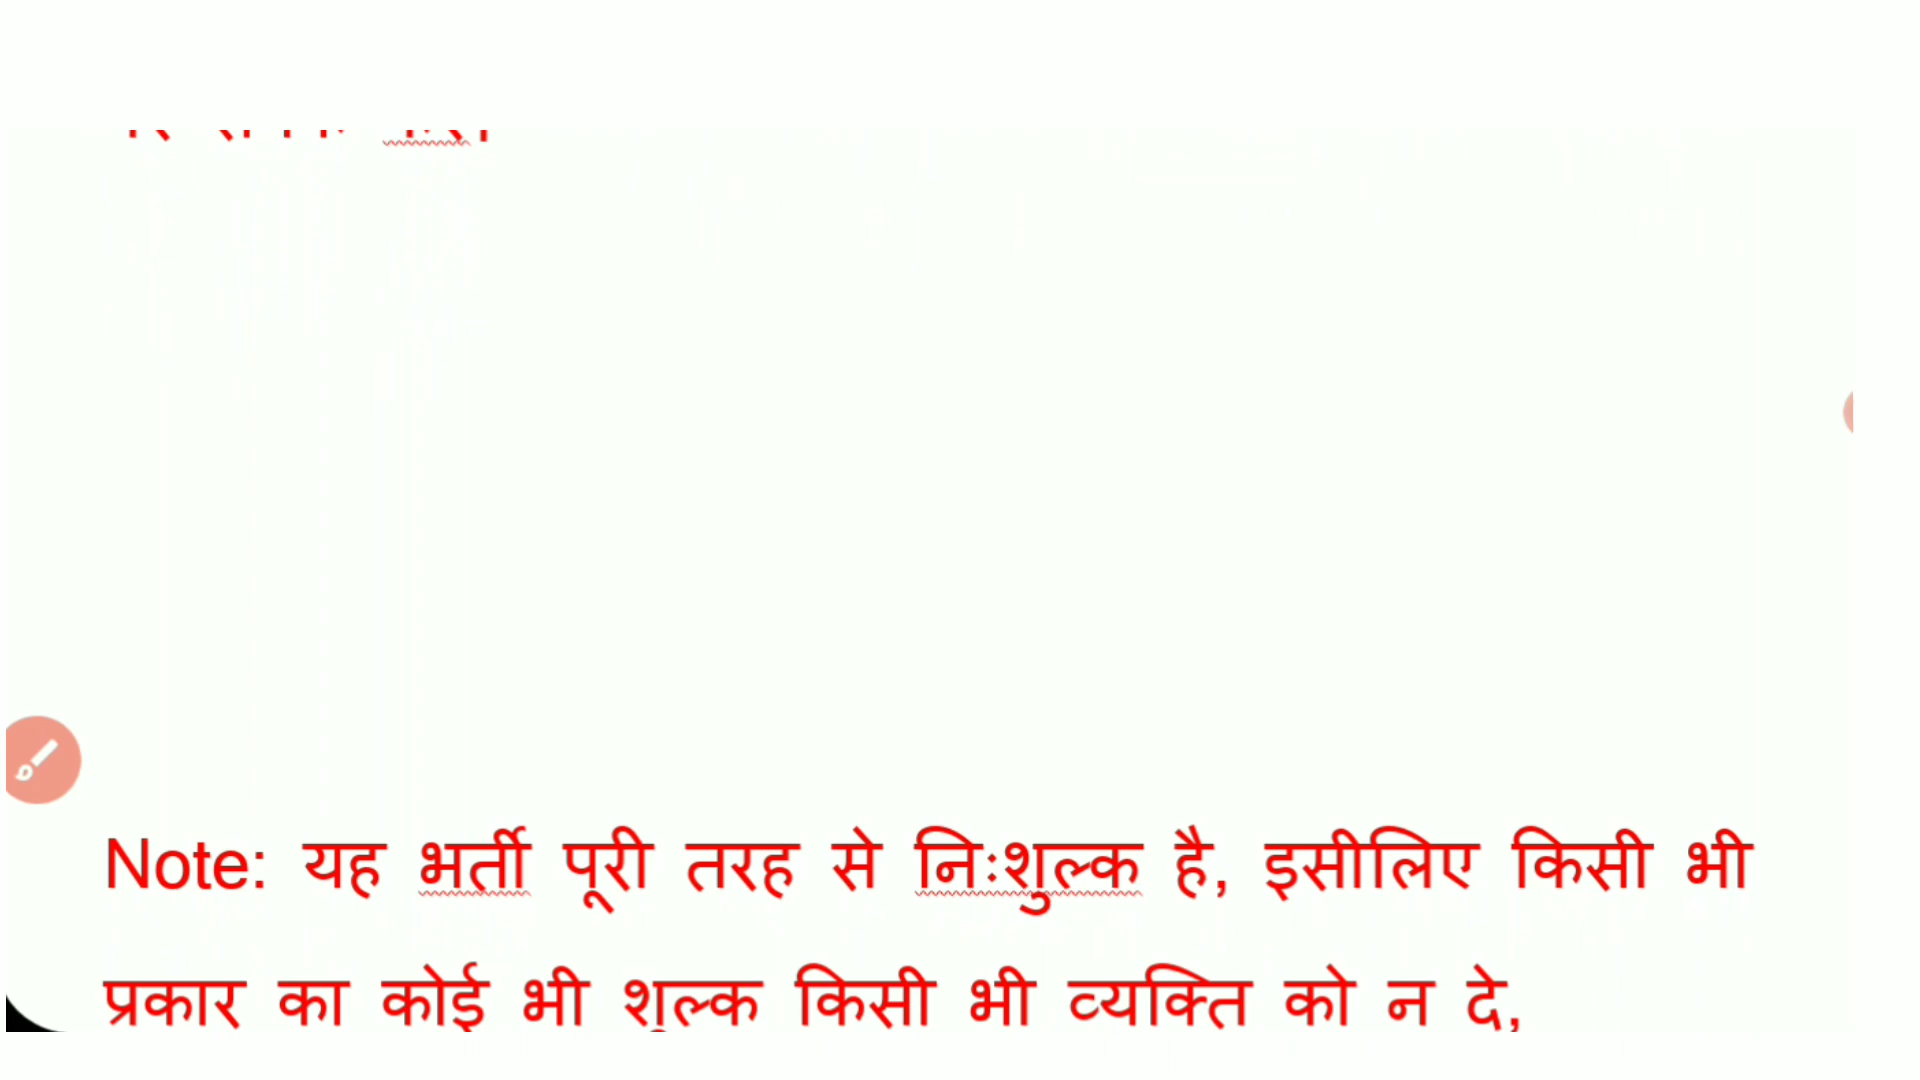 Note: यह भर्ती पूरी तरह से निःशुल्क है, इसीलिए किसी भी
प्रकार का कोई भी शुल्क किसी भी व्यक्ति को न दे,